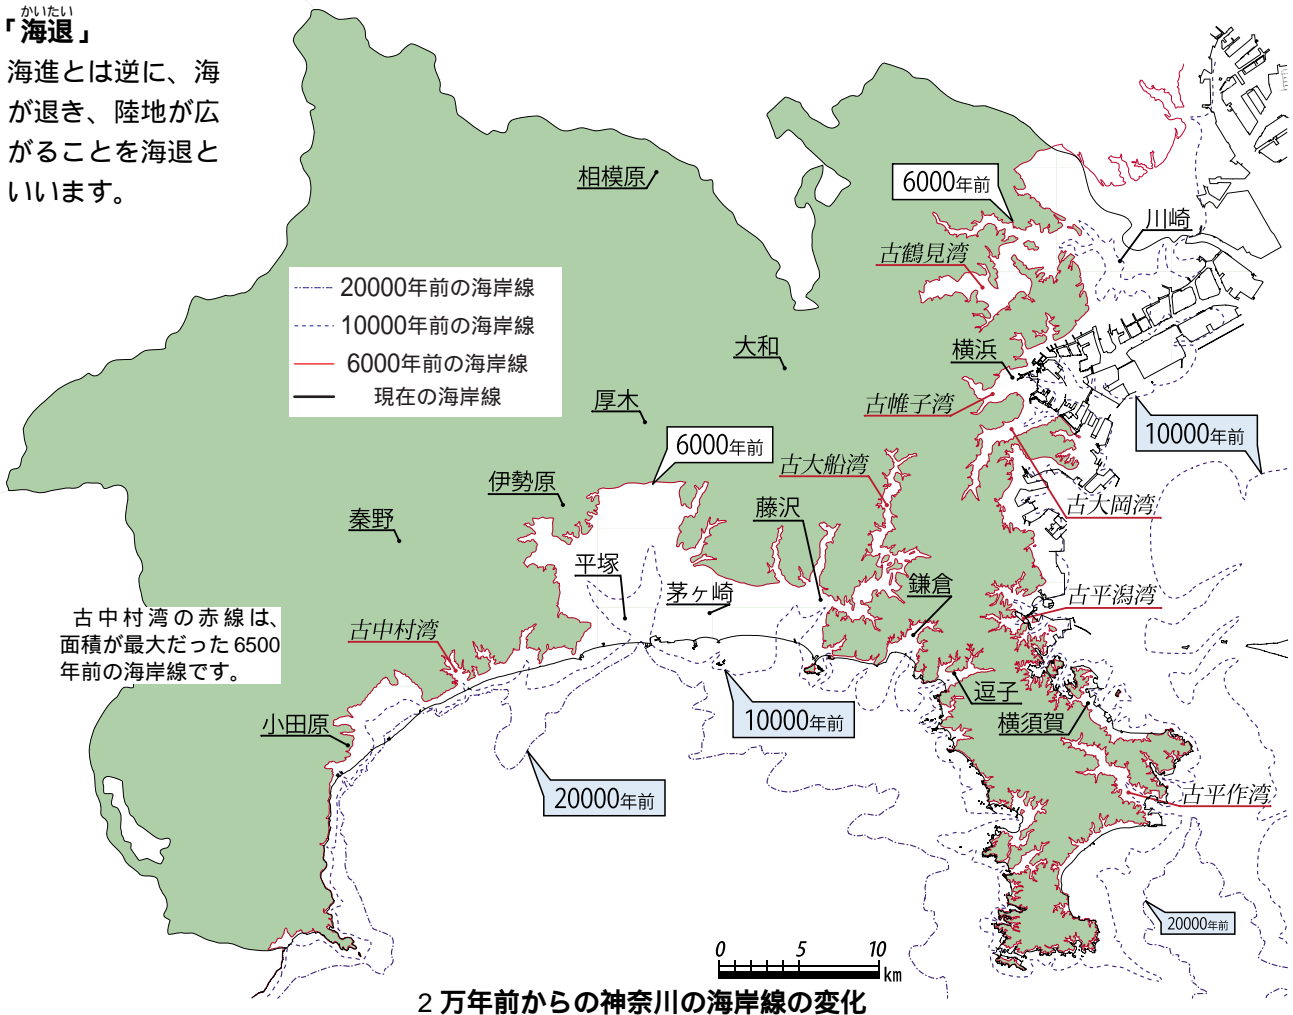 かいたい
「海退」
海進とは逆に、海
が退き、陸地が広
がることを海退と
いいます。
相模原
6000年前
川崎
古鶴見湾
20000年前の海岸線
10000年前の海岸線
6000年前の海岸線
現在の海岸線
大和
横浜
厚木
古帷子湾
10000年前
6000年前
古大船湾
伊勢原
藤沢
古大岡湾
秦野
平塚
茅ヶ崎
鎌倉
古平潟湾
古中村湾の赤線は、
面積が最大だった6500
年前の海岸線です。
古中村湾
逗子
横須賀
小田原
10000年前
20000年前
古平作湾
20000年前
0 5 10
km
2万年前からの神奈川の海岸線の変化